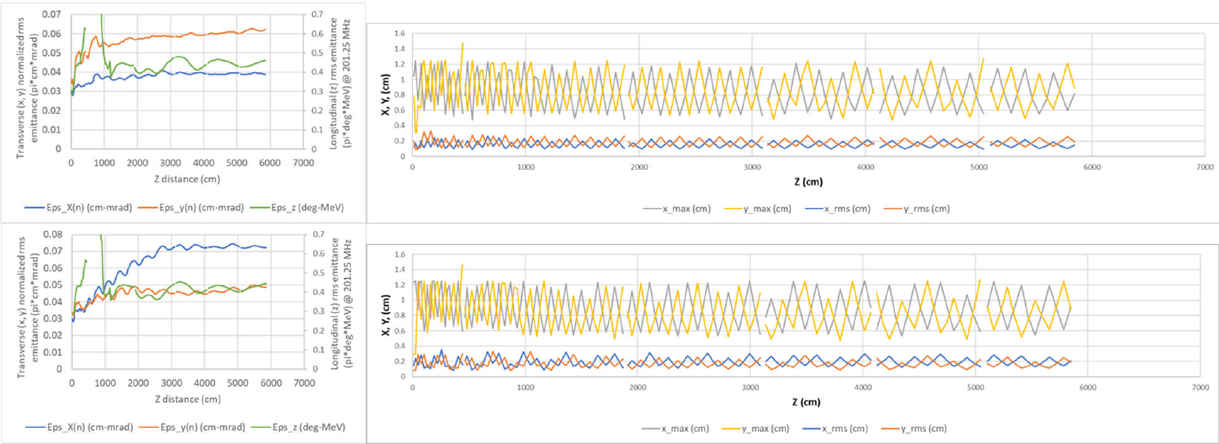 Transverse (x, y) normalized rms
emittance (pi*cm*mrad)
0.07
0.06
0.05
0.04
0.03
0.02
0.01
0
0.7
0.6
0.5
0.4
0.3
0.2
0.1
0
Longitudinal (z) rms emittance
(pi*deg*MeV) @ 201.25 MHz
0 1000 2000 3000 4000 5000 6000 7000
Z distance (cm)
Eps_X(n) (cm-mrad) Eps_y(n) (cm-mrad) Eps_z (deg-MeV)
X, Y, (cm)
1.6
1.4
1.2
1
0.8
0.6
0.4
0.2
0
0 1000 2000 3000 4000 5000 6000 7000
Z (cm)
x_max (cm) y_max (cm) x_rms (cm) y_rms (cm)
Transverse (x, y) normalized rms
emittance (pi*cm*mrad)
0.08
0.07
0.06
0.05
0.04
0.03
0.02
0.01
0
0.7
0.6
0.5
0.4
0.3
0.2
0.1
0
Longitudinal (z) rms emittance
(pi*deg*MeV) @ 201.25 MHz
0 1000 2000 3000 4000 5000 6000 7000
Z distance (cm)
Eps_X(n) (cm-mrad) Eps_y(n) (cm-mrad) Eps_z (deg-MeV)
X, Y, (cm)
1.6
1.4
1.2
1
0.8
0.6
0.4
0.2
0
0 1000 2000 3000 4000 5000 6000 7000
Z (cm)
x_max (cm) y_max (cm) x_rms (cm) y_rms (cm)